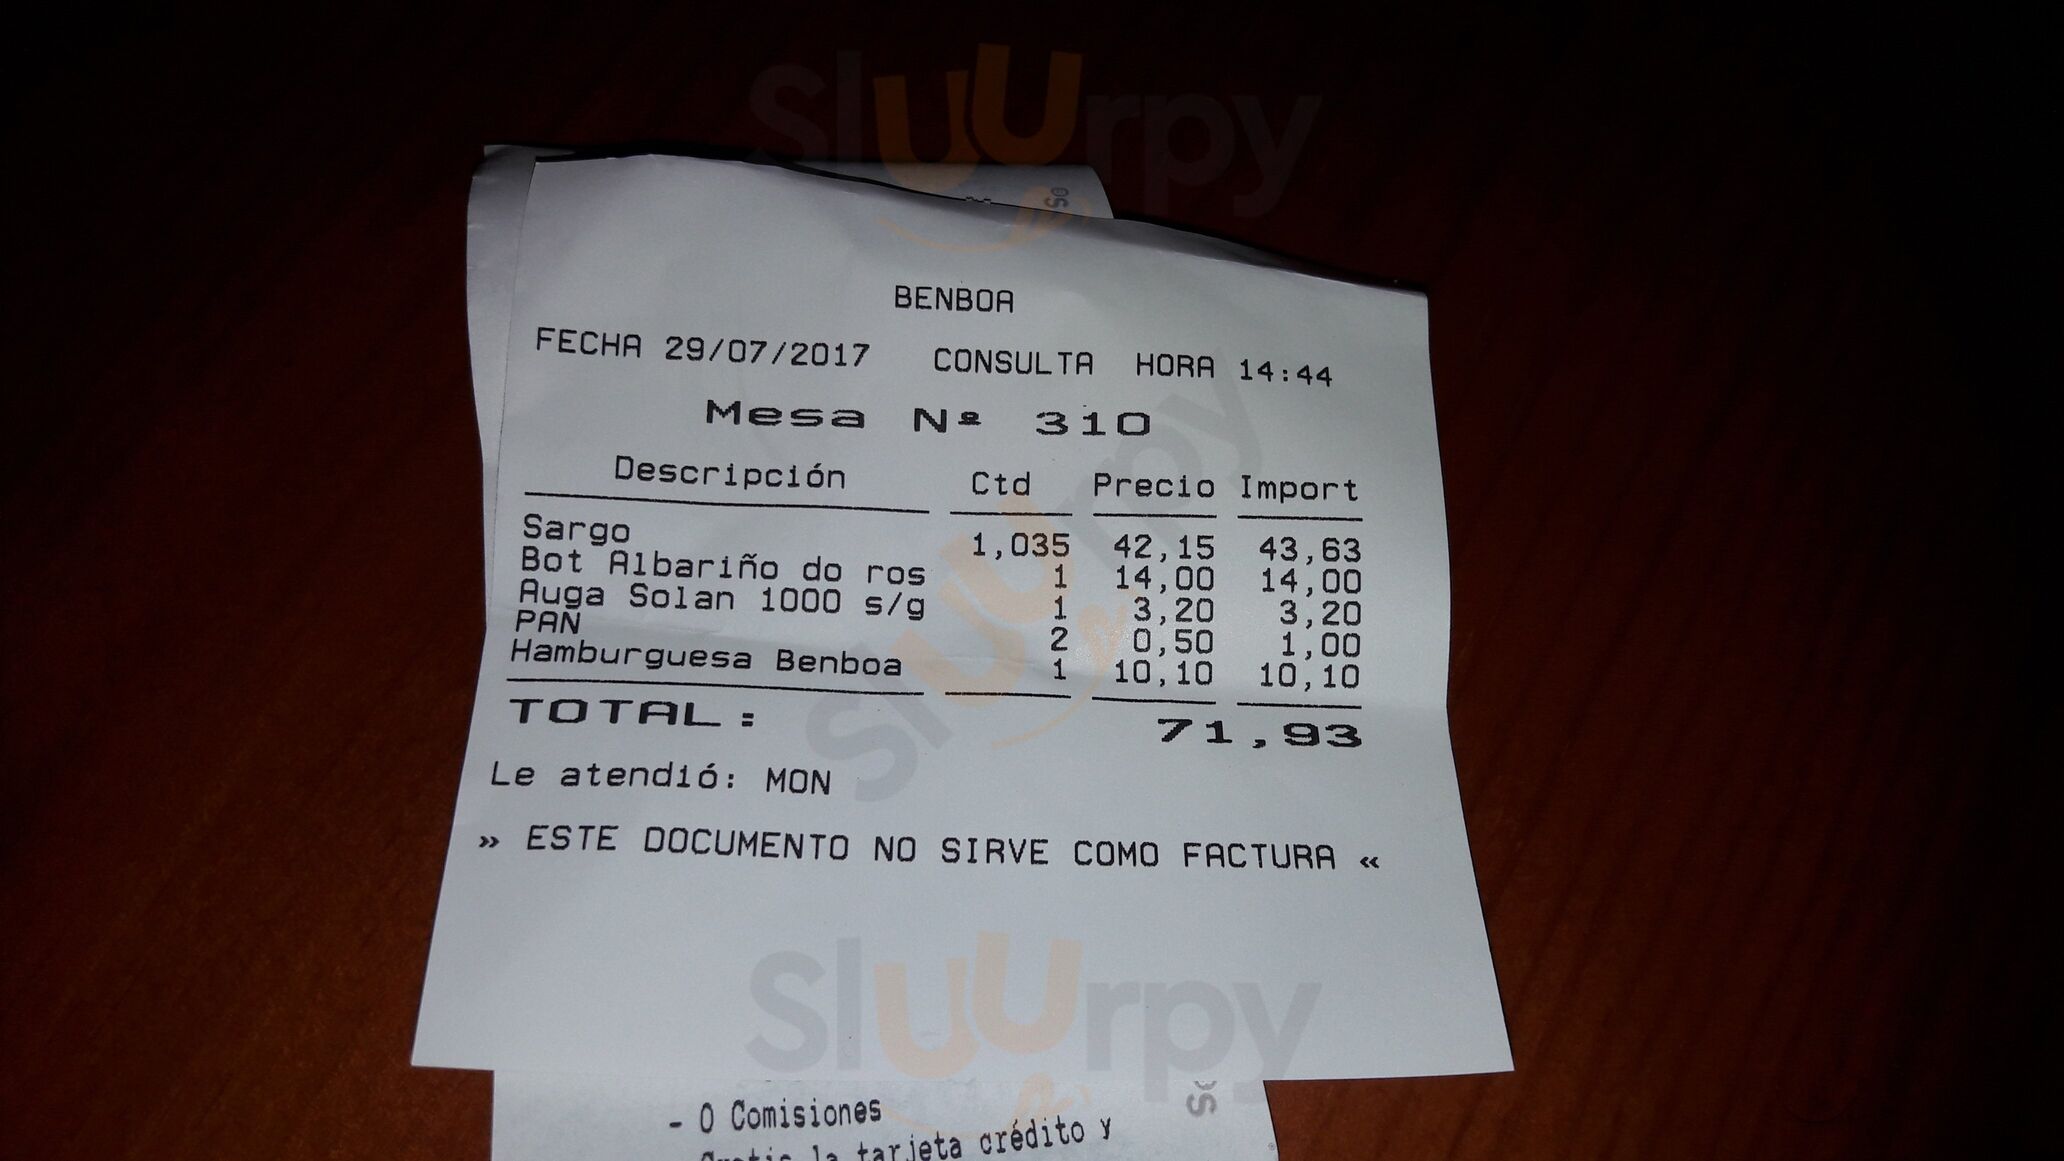 Sluurpy
BENBOA
FECHA 29/07/2017 CONSULTA HORA 14:44
Mesa Nº 310
Descripción Ctd Precio Import
Sargo 1,035 42,15 43,63
Bot Albariño do ros 1 14,00 14,00
Auga Solan 1000 s/g 1 3,20 3,20
PAN 2 0,50 1,00
Hamburguesa Benboa 1 10,10 10,10
TOTAL: 71,93
Sluurpy
Le atendió: MON
» ESTE DOCUMENTO NO SIRVE COMO FACTURA «
Sluurpy
- 0 Comisiones
la tarjeta crédito y